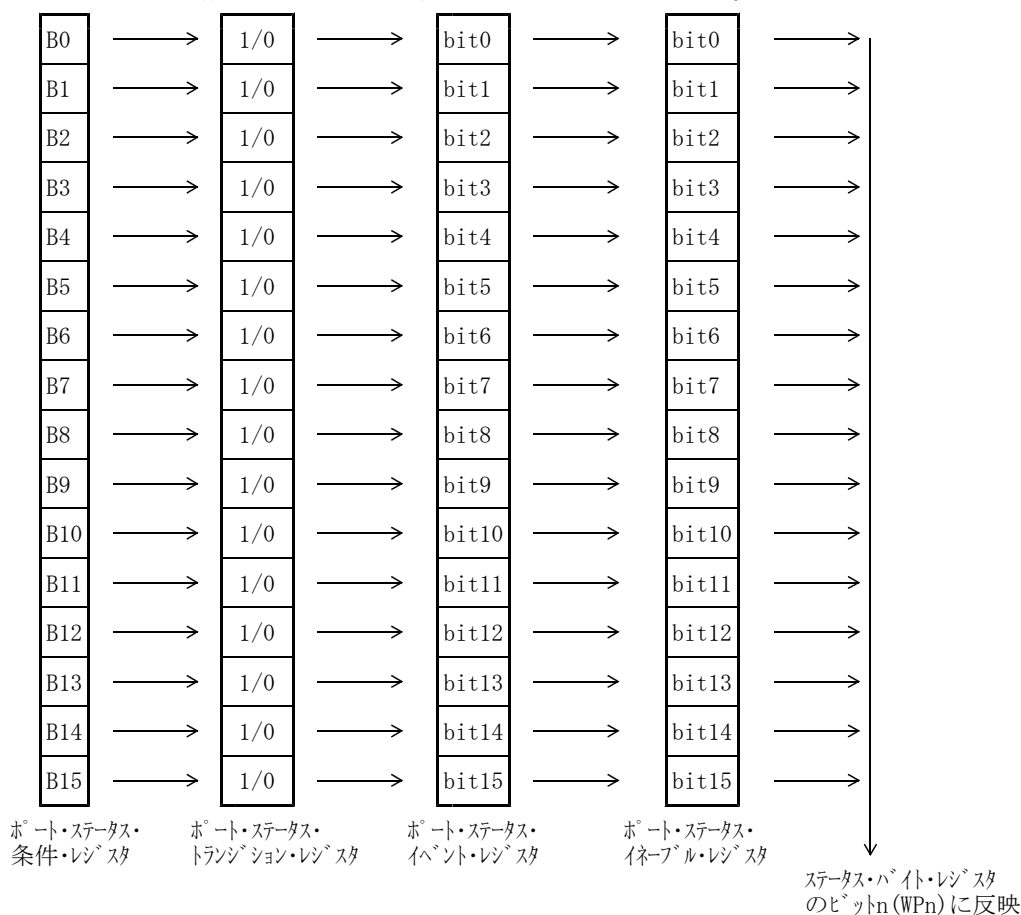 B0 1/0 bit0 bit0
B1 1/0 bit1 bit1
B2 1/0 bit2 bit2
B3 1/0 bit3 bit3
B4 1/0 bit4 bit4
B5 1/0 bit5 bit5
B6 1/0 bit6 bit6
B7 1/0 bit7 bit7
B8 1/0 bit8 bit8
B9 1/0 bit9 bit9
B10 1/0 bit10 bit10
B11 1/0 bit11 bit11
B12 1/0 bit12 bit12
B13 1/0 bit13 bit13
B14 1/0 bit14 bit14
B15 1/0 bit15 bit15
ポート・ステータス・
条件・レジスタ
ポート・ステータス・
トランジション・レジスタ
ポート・ステータス・
イベント・レジスタ
ポート・ステータス・
イネーブル・レジスタ
ステータス・バイト・レジスタ
のビットn(WPn)に反映